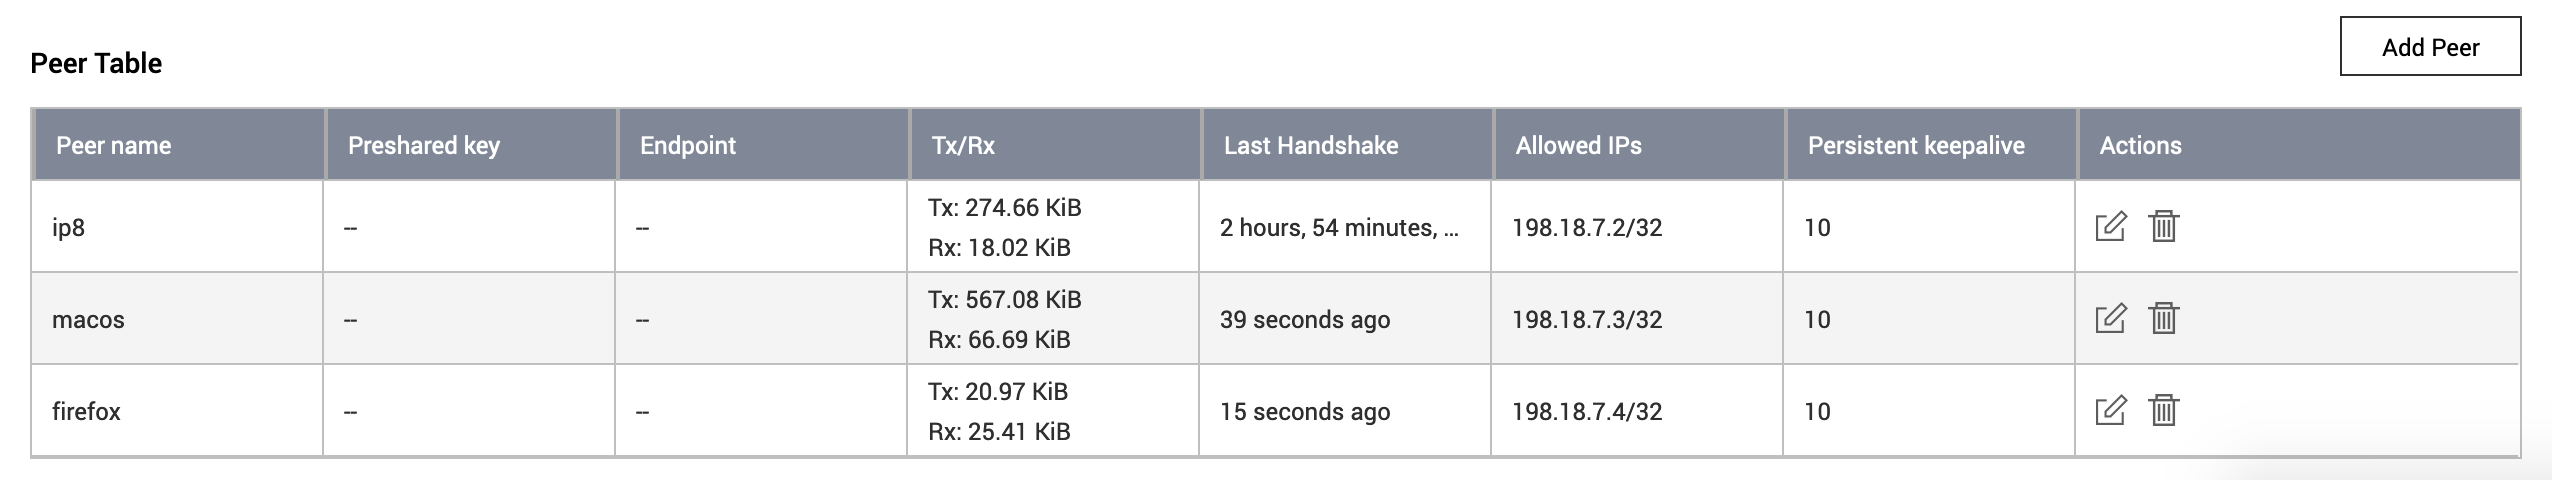 Peer Table
Add Peer
Peer name Preshared key Endpoint Tx/Rx Last Handshake Allowed IPs Persistent keepalive Actions
ip8 -- -- Tx: 274.66 KiB Rx: 18.02 KiB 2 hours, 54 minutes, ... 198.18.7.2/32 10
macos -- -- Tx: 567.08 KiB Rx: 66.69 KiB 39 seconds ago 198.18.7.3/32 10
firefox -- -- Tx: 20.97 KiB Rx: 25.41 KiB 15 seconds ago 198.18.7.4/32 10